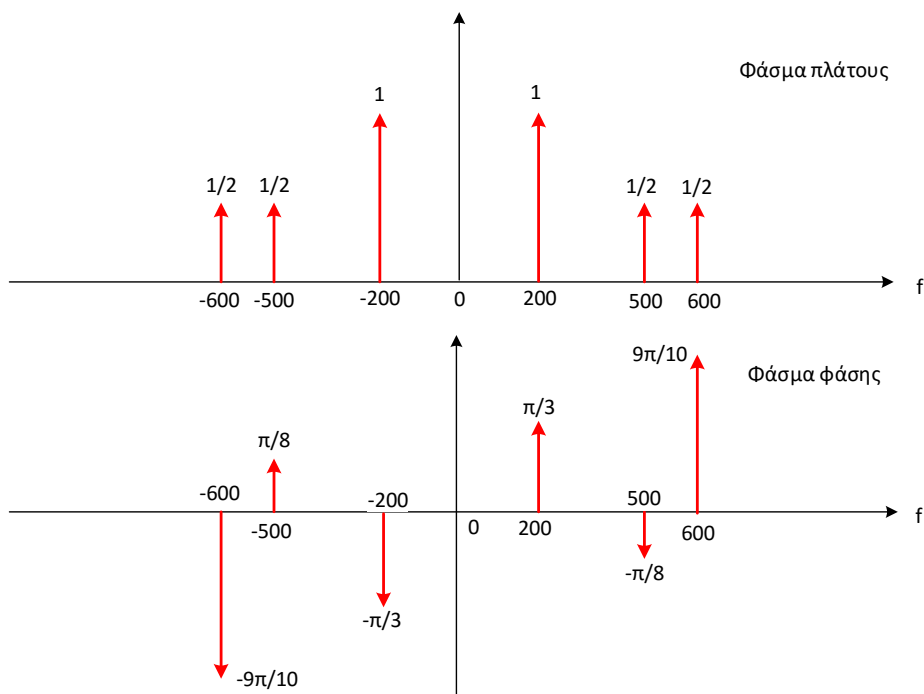 Φάσμα πλάτους
1 1
1/2 1/2 1/2 1/2
-600 -500 -200 0 200 500 600 f
Φάσμα φάσης
9π/10
π/3
π/8
-600 -200 500
-500 0 200 600 f
-π/8
-π/3
-9π/10